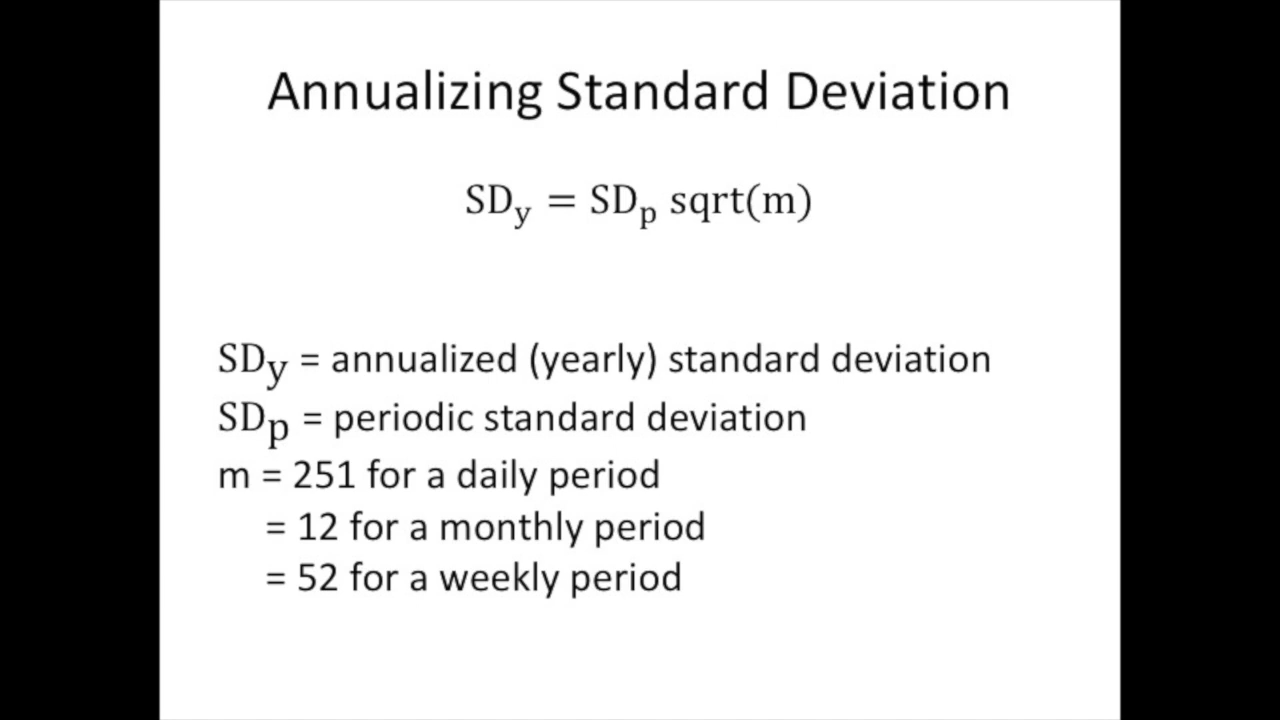 Annualizing Standard Deviation
SDy = SDp sqrt(m)
SDy = annualized (yearly) standard deviation
SDp = periodic standard deviation
m = 251 for a daily period
= 12 for a monthly period
= 52 for a weekly period